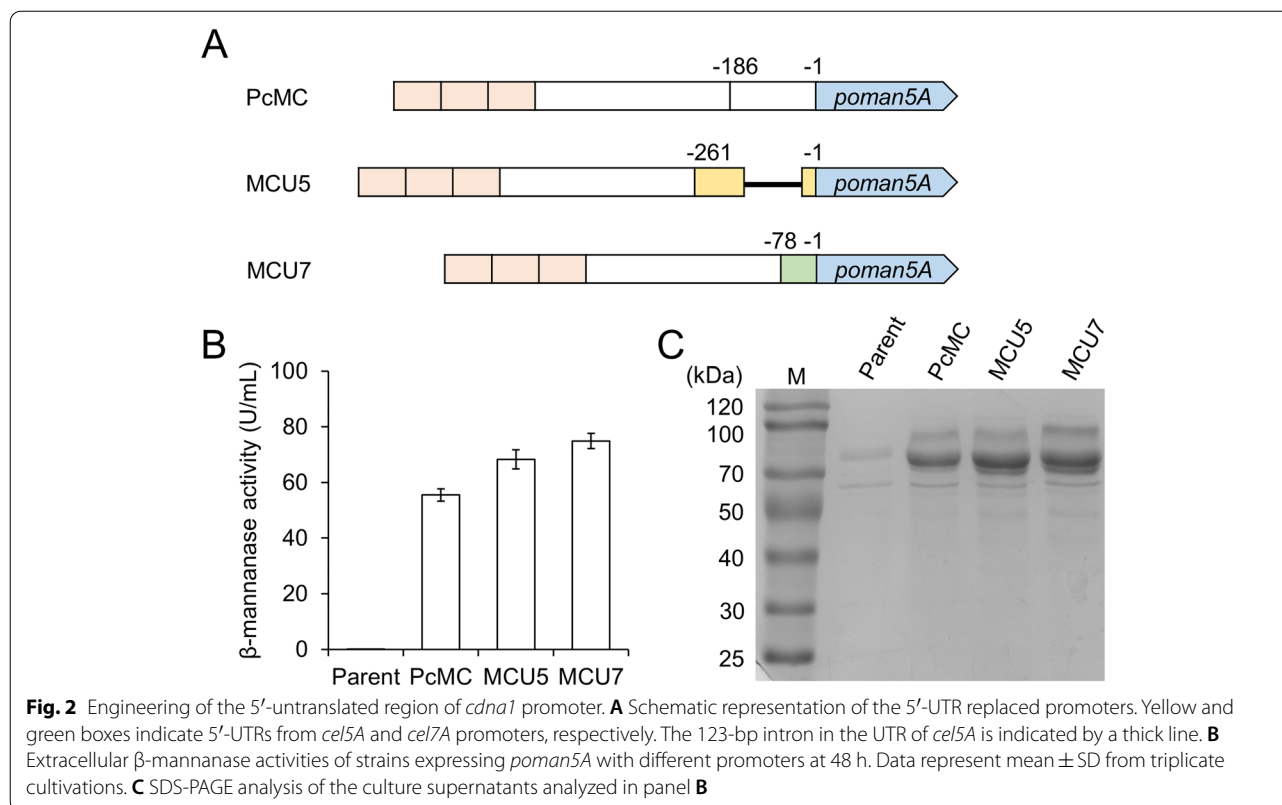 A
PcMC
-186
-1
poman5A
MCU5
-261
-1
poman5A
MCU7
-78 -1
poman5A
B
β-mannanase activity (U/mL)
100
80
60
40
20
0
Parent PcMC MCU5 MCU7
C
(kDa)
M
Parent
PcMC
MCU5
MCU7
120
100
70
50
40
30
25
Fig. 2 Engineering of the 5′-untranslated region of cdna1 promoter. A Schematic representation of the 5′-UTR replaced promoters. Yellow and
green boxes indicate 5′-UTRs from cel5A and cel7A promoters, respectively. The 123-bp intron in the UTR of cel5A is indicated by a thick line. B
Extracellular β-mannanase activities of strains expressing poman5A with different promoters at 48 h. Data represent mean ± SD from triplicate
cultivations. C SDS-PAGE analysis of the culture supernatants analyzed in panel B